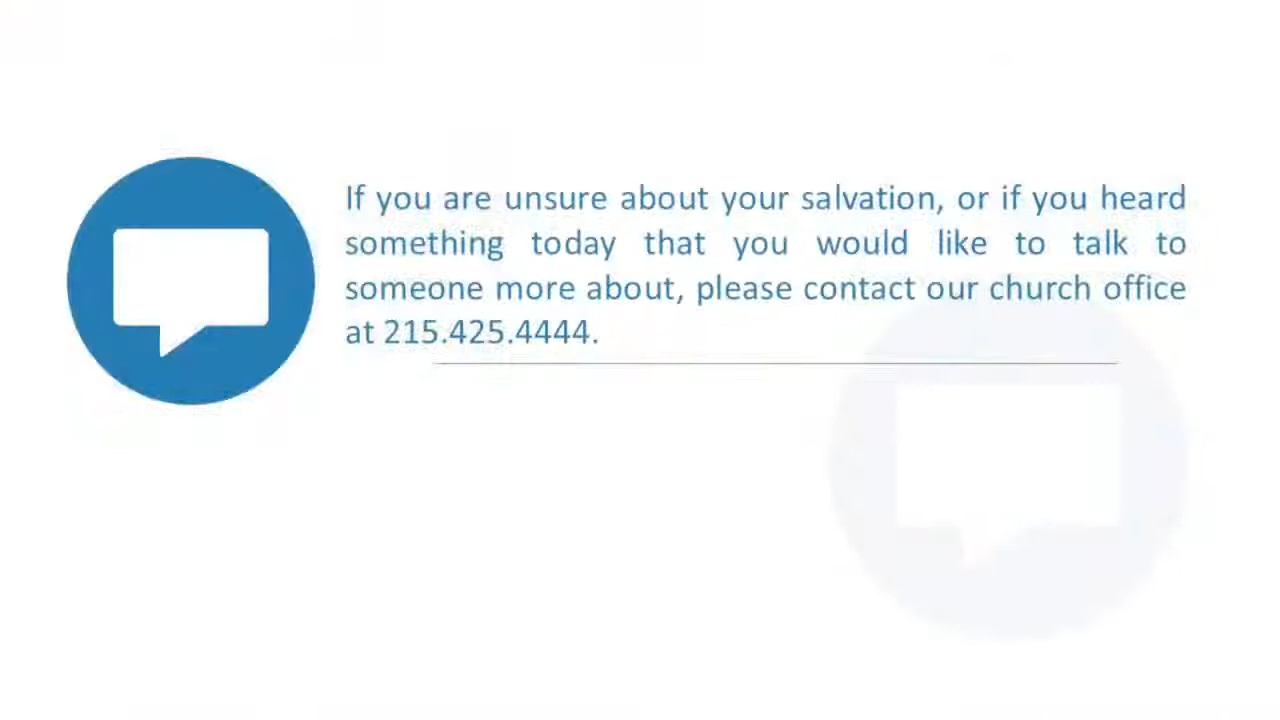 If you are unsure about your salvation, or if you heard
something today that you would like to talk to
someone more about, please contact our church office
at 215.425.4444.